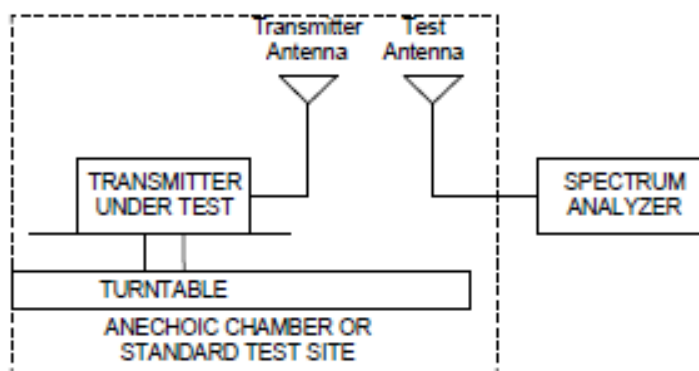 Transmitter
Antenna
Test
Antenna
TRANSMITTER
UNDER TEST
SPECTRUM
ANALYZER
TURNTABLE
ANECHOIC CHAMBER OR
STANDARD TEST SITE